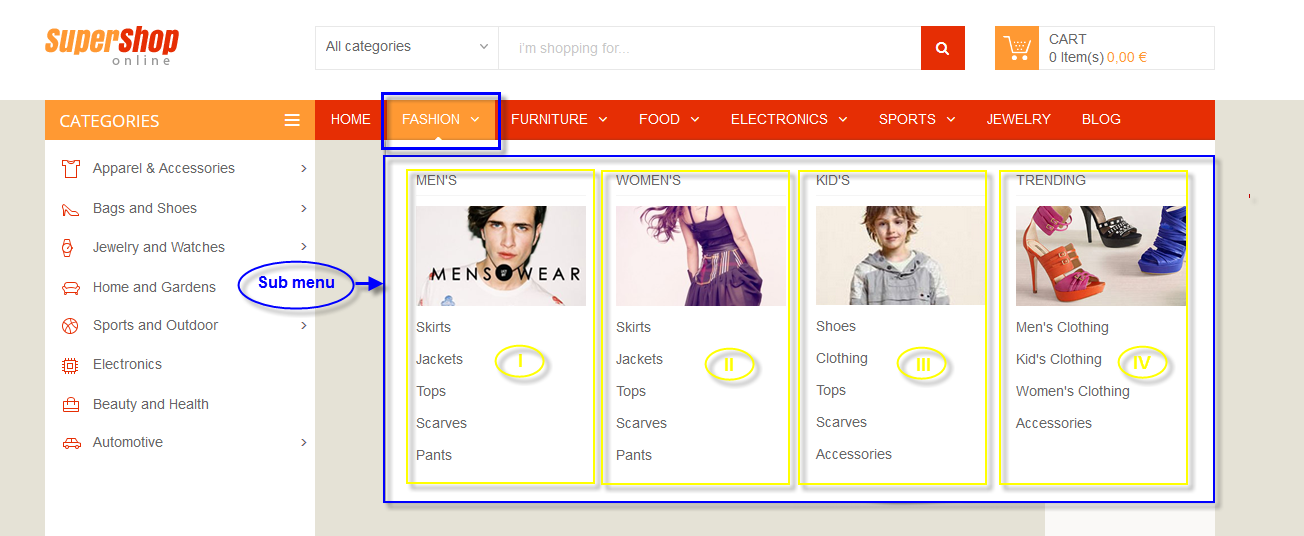 supershop
online
All categories
i'm shopping for...
CART
0 Item(s) 0,00 €
CATEGORIES
HOME
FASHION
FURNITURE
FOOD
ELECTRONICS
SPORTS
JEWELRY
BLOG
Apparel & Accessories
Bags and Shoes
Jewelry and Watches
Home and Gardens
Sports and Outdoor
Electronics
Beauty and Health
Automotive
Sub menu
MEN'S
MENS WEAR
Skirts
Jackets
Tops
Scarves
Pants
I
WOMEN'S
Skirts
Jackets
Tops
Scarves
Pants
II
KID'S
Shoes
Clothing
Tops
Scarves
Accessories
III
TRENDING
Men's Clothing
Kid's Clothing
Women's Clothing
Accessories
IV